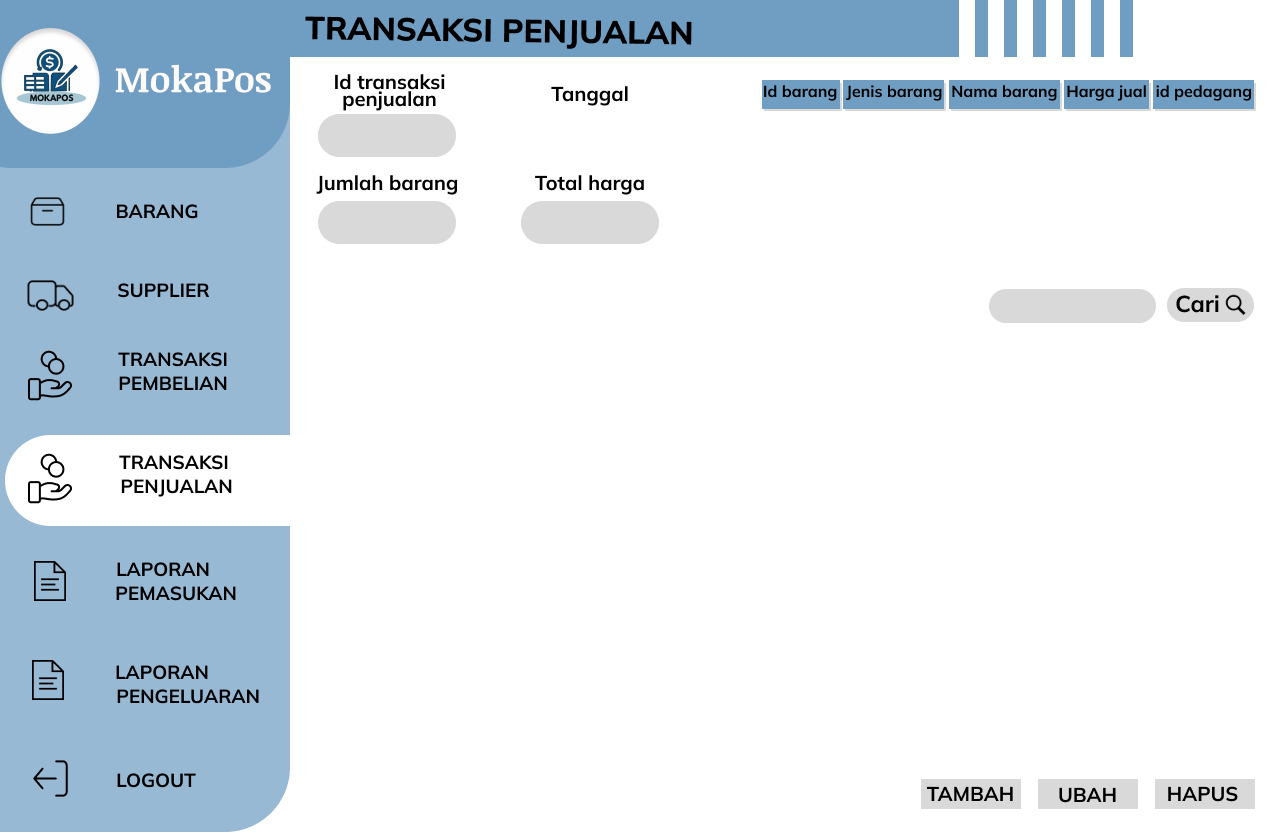 TRANSAKSI PENJUALAN
$
MOKAPOS
MokaPos
Id transaksi
penjualan
Tanggal
Id barang
Jenis barang
Nama barang
Harga jual
id pedagang
Jumlah barang
Total harga
Cari
BARANG
SUPPLIER
TRANSAKSI
PEMBELIAN
TRANSAKSI
PENJUALAN
LAPORAN
PEMASUKAN
LAPORAN
PENGELUARAN
LOGOUT
TAMBAH
UBAH
HAPUS